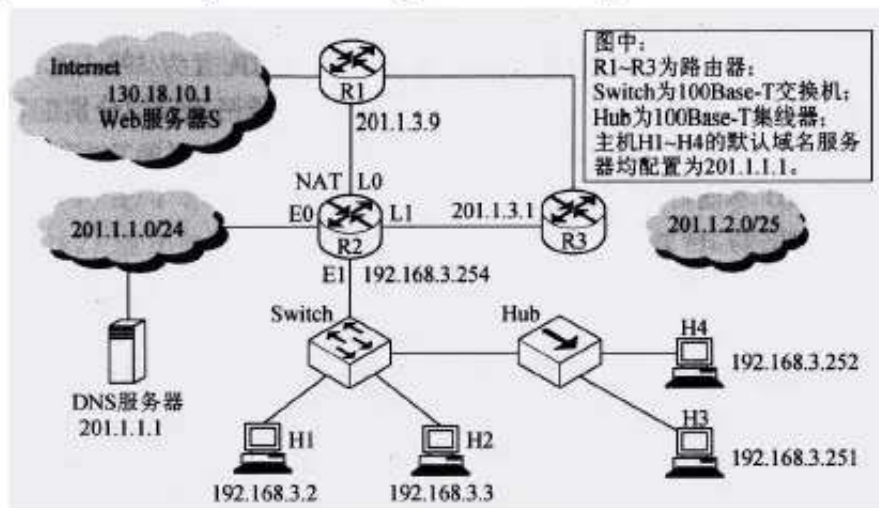 Internet
130.18.10.1
Web服务器S
R1
201.1.3.9
图中:
R1~R3为路由器;
Switch为100Base-T交换机;
Hub为100Base-T集线器;
主机H1~H4的默认域名服务
器均配置为201.1.1.1。
NAT L0
201.1.1.0/24
E0
L1
R2
201.1.3.1
R3
201.1.2.0/25
E1
192.168.3.254
Switch
Hub
H4
192.168.3.252
DNS服务器
201.1.1.1
H1
192.168.3.2
H2
192.168.3.3
H3
192.168.3.251